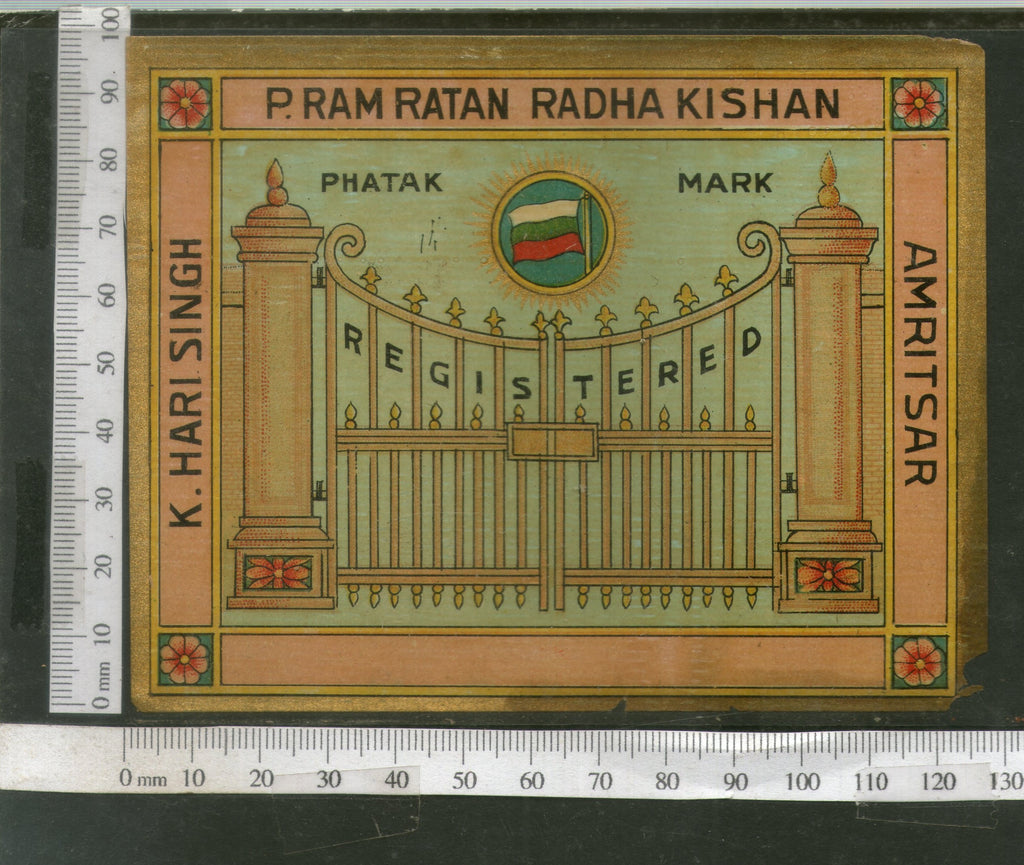 P. RAM RATAN RADHA KISHAN
PHATAK MARK
REGISTERED
K. HARI SINGH
AMRITSAR
100
90
80
70
60
50
40
30
20
10
0 mm
0 mm 10 20 30 40 50 60 70 80 90 100 110 120 130